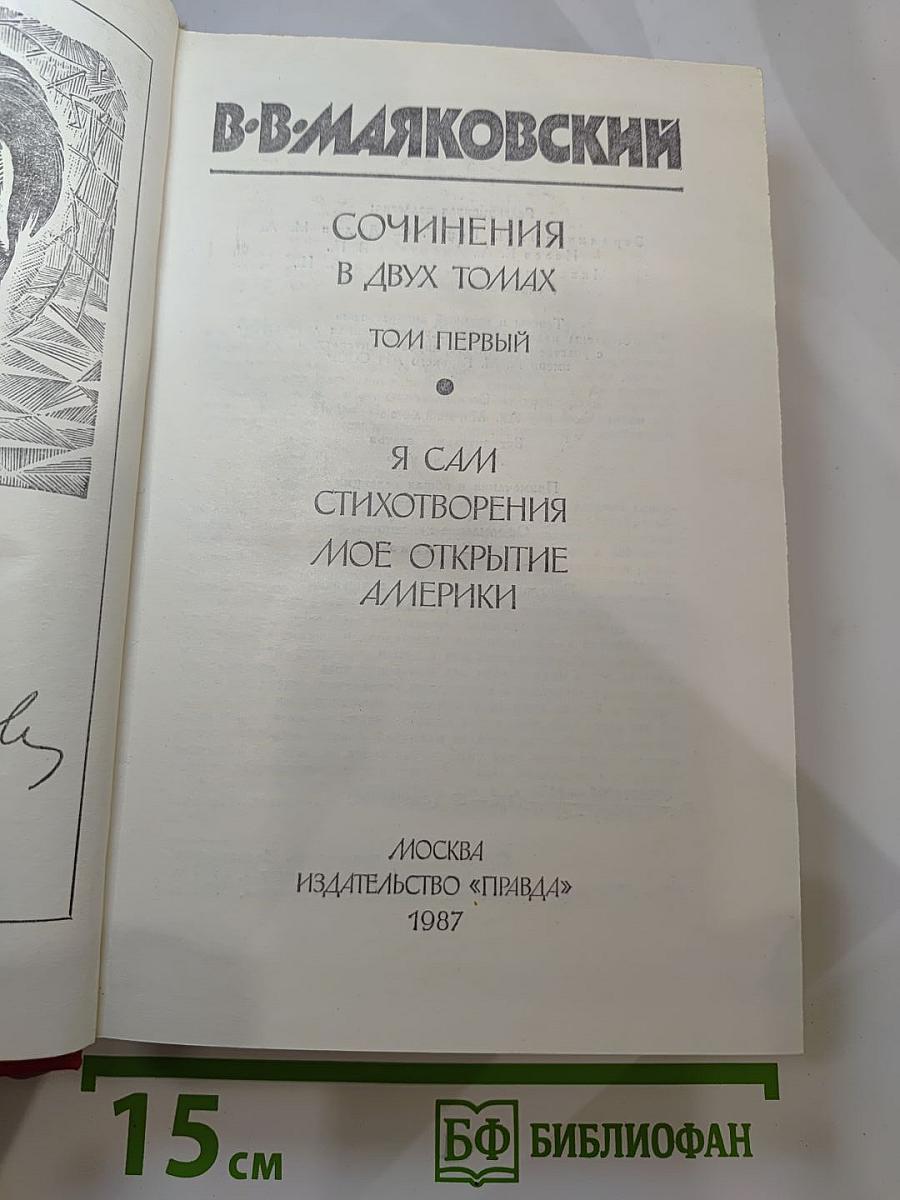 В·В·МАЯКОВСКИЙ
СОЧИНЕНИЯ
В ДВУХ ТОМАХ
ТОМ ПЕРВЫЙ
Я САМ
СТИХОТВОРЕНИЯ
МОЕ ОТКРЫТИЕ
АМЕРИКИ
МОСКВА
ИЗДАТЕЛЬСТВО «ПРАВДА»
1987
15 см
БФ БИБЛИОФАН